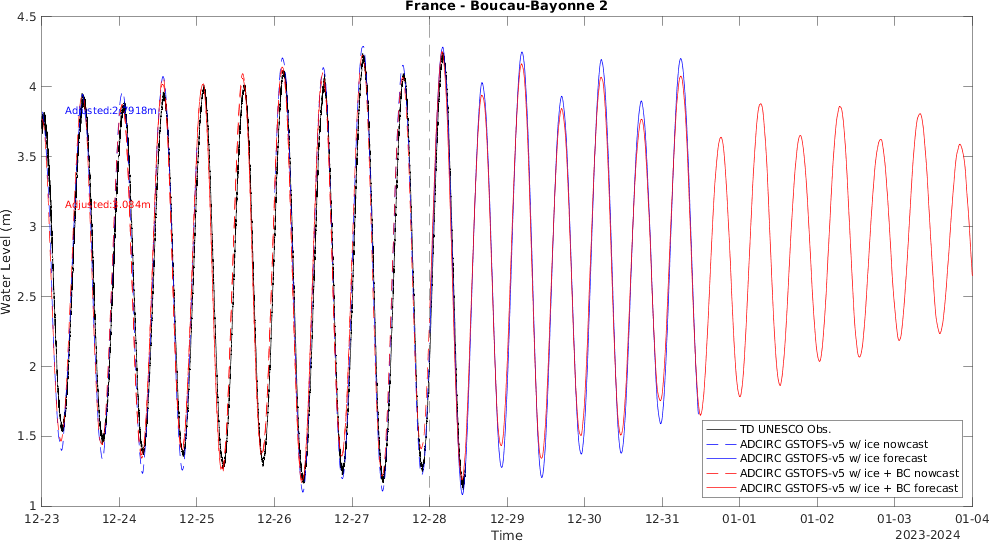 France - Boucau-Bayonne 2
4.5
4
3.5
3
2.5
2
1.5
1
Water Level (m)
Adjusted:
Adjusted:
TD UNESCO Obs.
ADCIRC GSTOFS-v5 w/ ice nowcast
ADCIRC GSTOFS-v5 w/ ice forecast
ADCIRC GSTOFS-v5 w/ ice + BC nowcast
ADCIRC GSTOFS-v5 w/ ice + BC forecast
12-23 12-24 12-25 12-26 12-27 12-28 12-29 12-30 12-31 01-01 01-02 01-03 01-04
Time
2023-2024